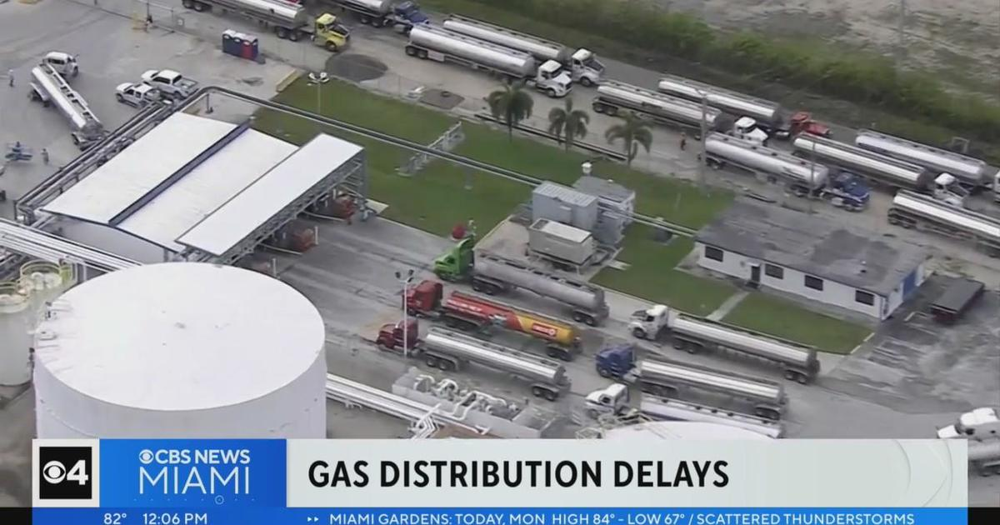 4
CBS NEWS
MIAMI
GAS DISTRIBUTION DELAYS
82° 12:06 PM
MIAMI GARDENS: TODAY, MON HIGH 84° - LOW 67° / SCATTERED THUNDERSTORMS